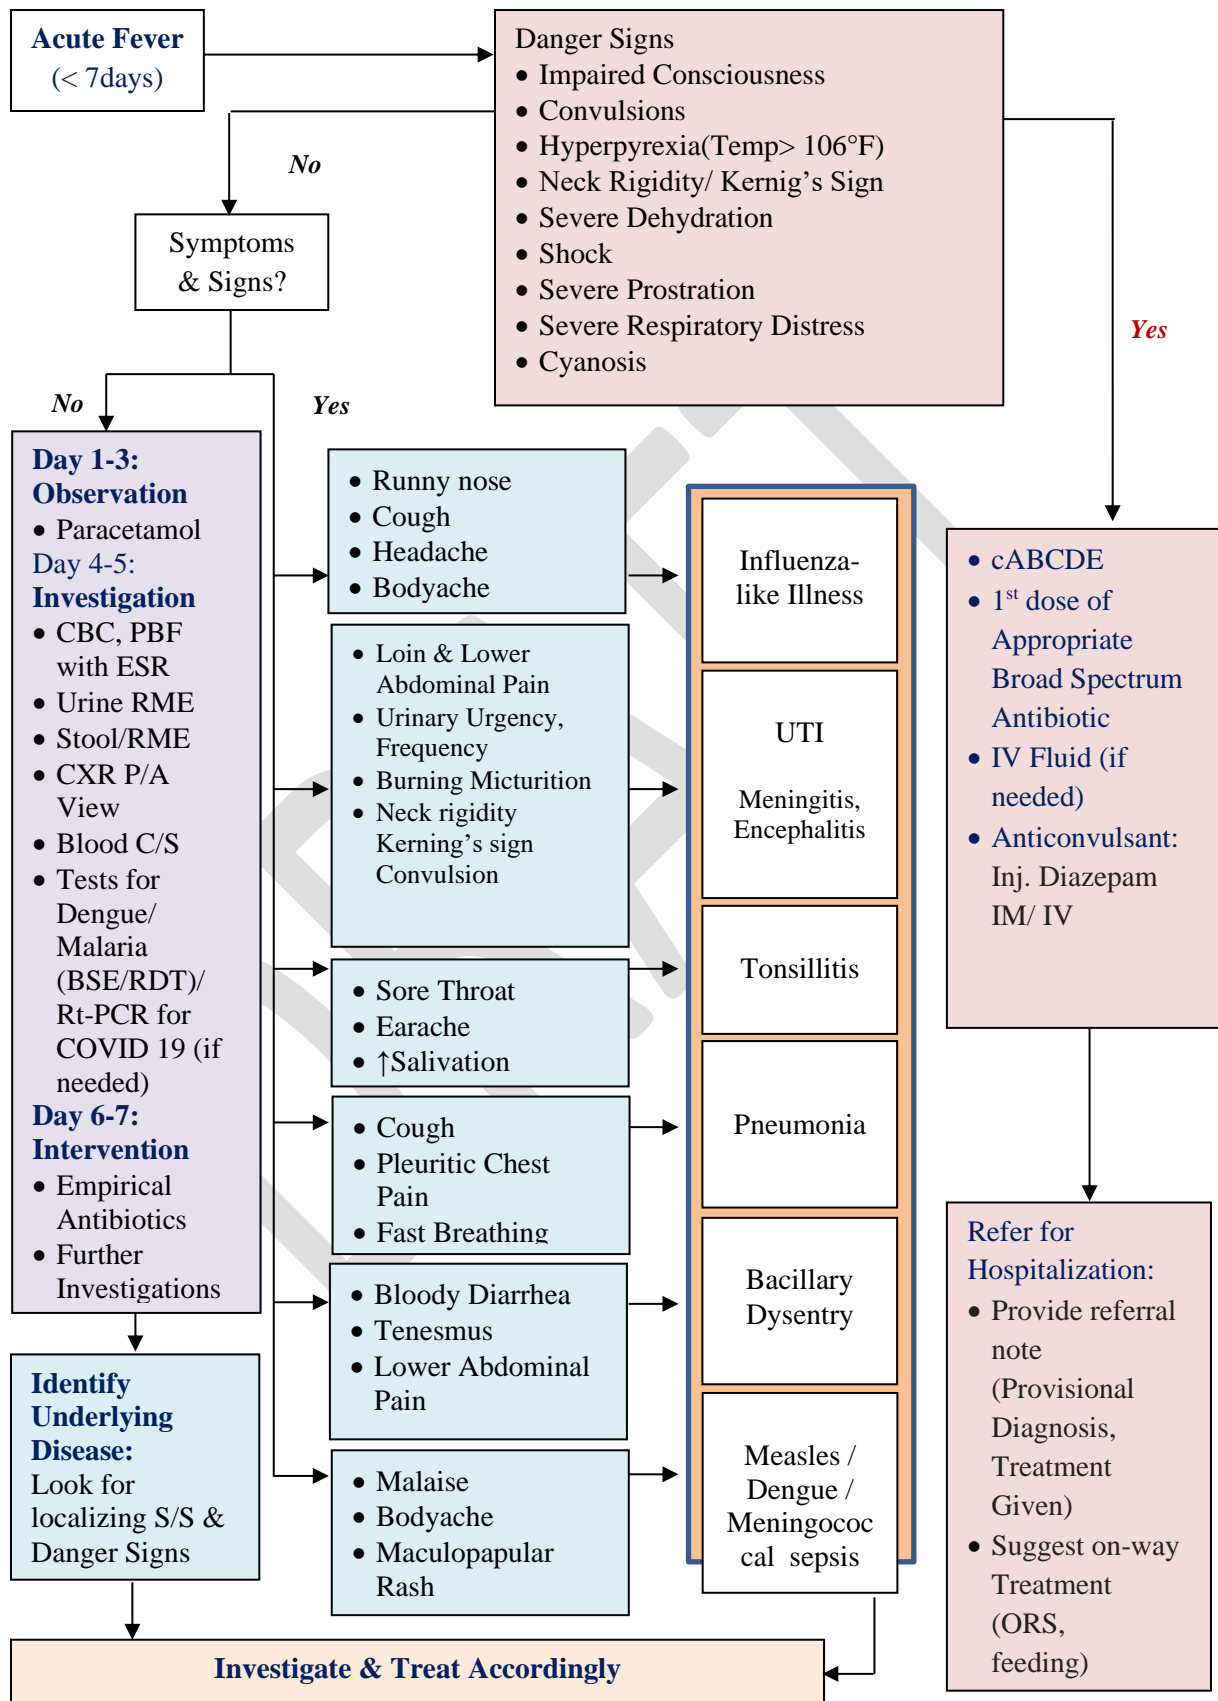 Acute Fever
(< 7days)
Danger Signs
• Impaired Consciousness
• Convulsions
• Hyperpyrexia(Temp> 106°F)
• Neck Rigidity/ Kernig’s Sign
• Severe Dehydration
• Shock
• Severe Prostration
• Severe Respiratory Distress
• Cyanosis
No
Yes
Symptoms
& Signs?
No
Yes
Day 1-3:
Observation
• Paracetamol
Day 4-5:
Investigation
• CBC, PBF
with ESR
• Urine RME
• Stool/RME
• CXR P/A
View
• Blood C/S
• Tests for
Dengue/
Malaria
(BSE/RDT)/
Rt-PCR for
COVID 19 (if
needed)
Day 6-7:
Intervention
• Empirical
Antibiotics
• Further
Investigations
Identify
Underlying
Disease:
Look for
localizing S/S &
Danger Signs
• Runny nose
• Cough
• Headache
• Bodyache
• Loin & Lower
Abdominal Pain
• Urinary Urgency,
Frequency
• Burning Micturition
• Neck rigidity
Kerning’s sign
Convulsion
• Sore Throat
• Earache
• ↑Salivation
• Cough
• Pleuritic Chest
Pain
• Fast Breathing
• Bloody Diarrhea
• Tenesmus
• Lower Abdominal
Pain
• Malaise
• Bodyache
• Maculopapular
Rash
Influenza-
like Illness
UTI
Meningitis,
Encephalitis
Tonsillitis
Pneumonia
Bacillary
Dysentry
Measles /
Dengue /
Meningococ
cal sepsis
• cABCDE
• 1st dose of
Appropriate
Broad Spectrum
Antibiotic
• IV Fluid (if
needed)
• Anticonvulsant:
Inj. Diazepam
IM/ IV
Refer for
Hospitalization:
• Provide referral
note
(Provisional
Diagnosis,
Treatment
Given)
• Suggest on-way
Treatment
(ORS,
feeding)
Investigate & Treat Accordingly
DRAFT